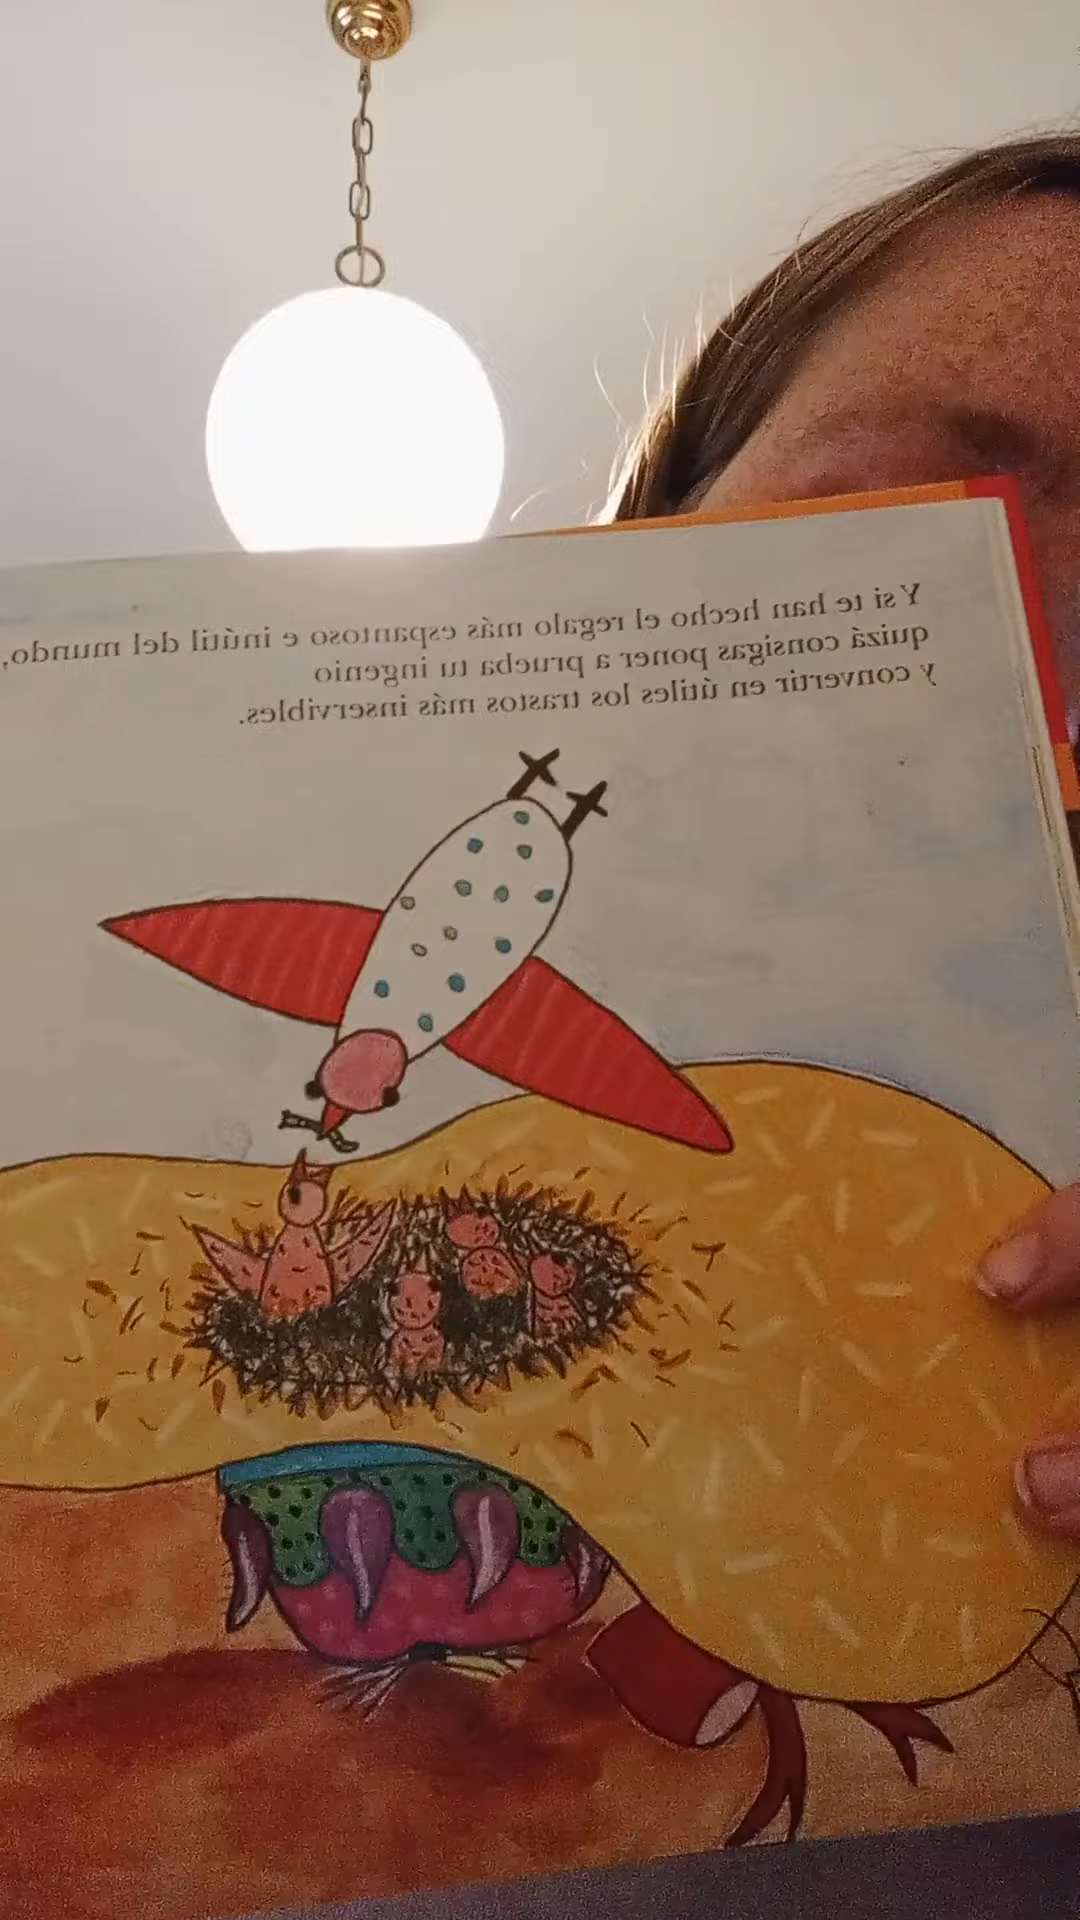 Y si te han hecho el regalo más espantoso e inútil del mundo,
quizá consigas poner a prueba tu ingenio
y convertir en útiles los trastos más inservibles.